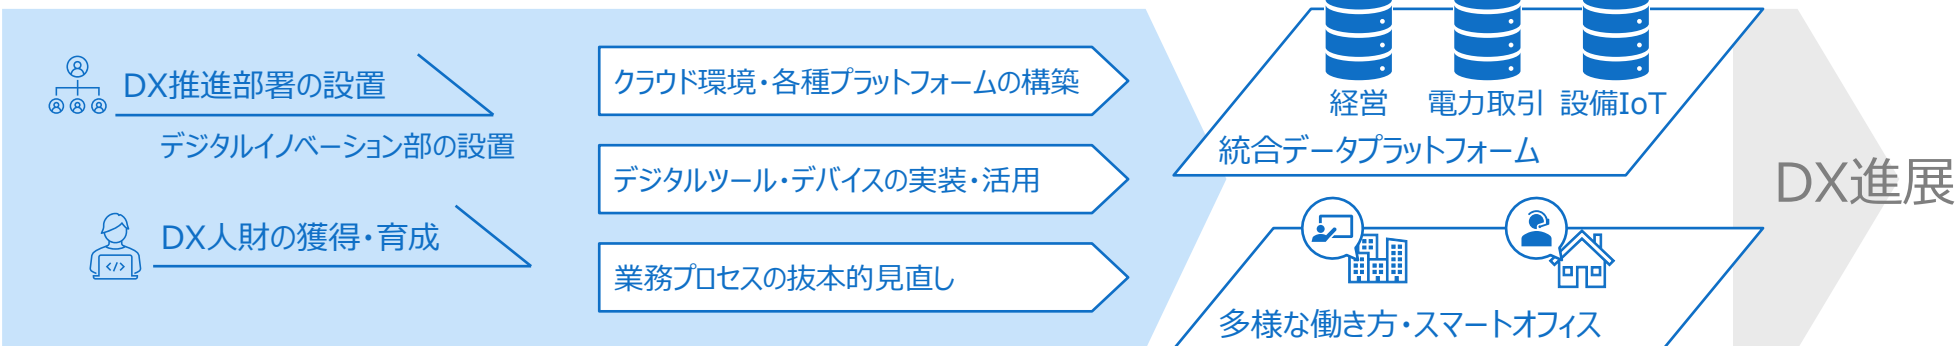 DX推進部署の設置
デジタルイノベーション部の設置
DX人財の獲得・育成
クラウド環境・各種プラットフォームの構築
デジタルツール・デバイスの実装・活用
業務プロセスの抜本的見直し
経営 電力取引 設備IoT
統合データプラットフォーム
多様な働き方・スマートオフィス
DX進展